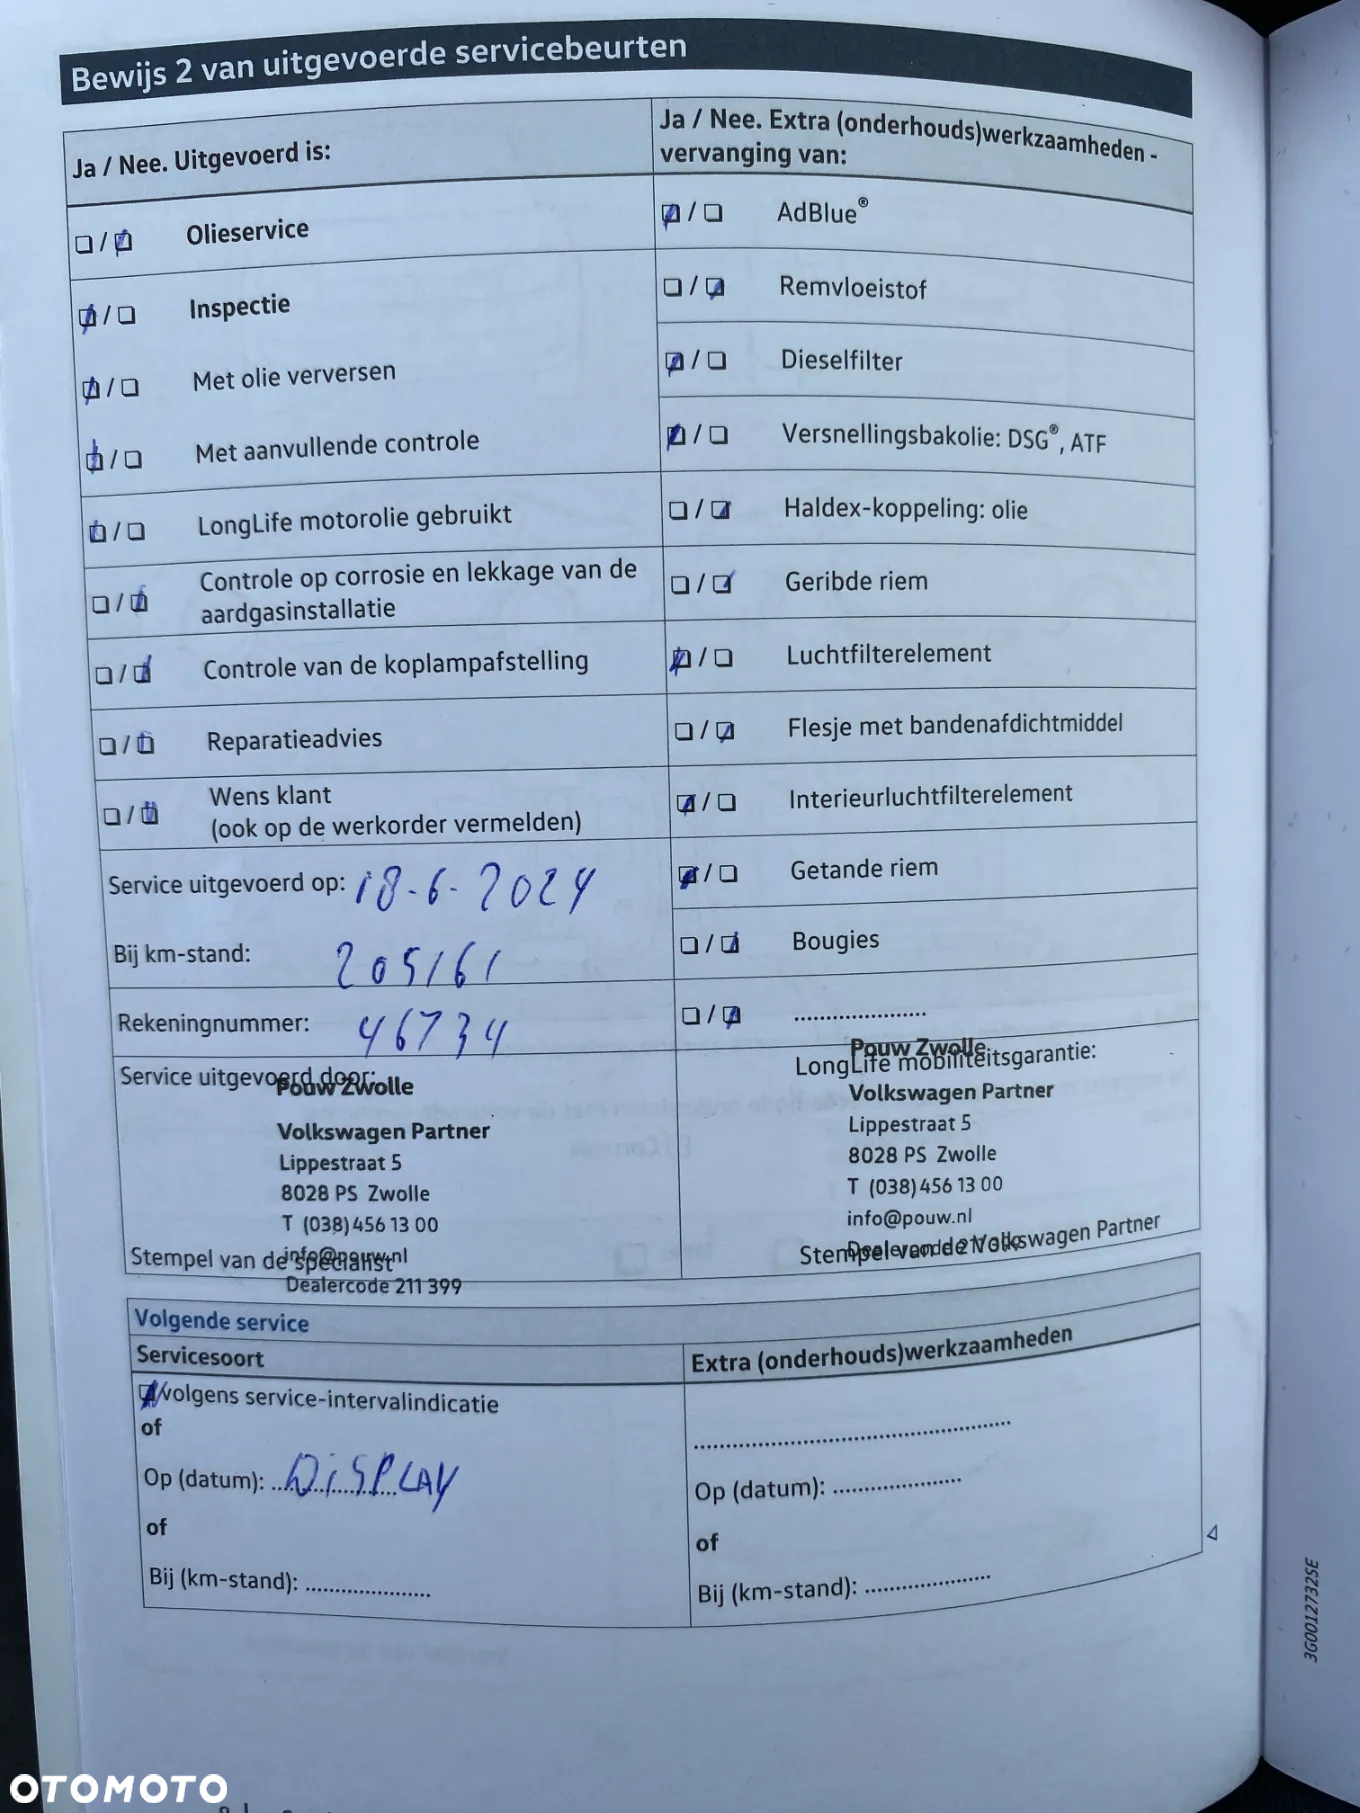 Bewijs 2 van uitgevoerde servicebeurten
Ja / Nee. Uitgevoerd is:
Olieservice
Inspectie
Met olie verversen
Met aanvullende controle
LongLife motorolie gebruikt
Controle op corrosie en lekkage van de
aardgasinstallatie
Controle van de koplampafstelling
Reparatieadvies
Wens klant
(ook op de werkorder vermelden)
Service uitgevoerd op: 18-6-2024
Bij km-stand: 205161
Rekeningnummer: 46734
Service uitgevoerd door:
Pouw Zwolle
Volkswagen Partner
Lippestraat 5
8028 PS Zwolle
T (038) 456 13 00
info@pouw.nl
Stempel van de specialist
Dealercode 211 399
Ja / Nee. Extra (onderhouds)werkzaamheden -
vervanging van:
AdBlue®
Remvloeistof
Dieselfilter
Versnellingsbakolie: DSG®, ATF
Haldex-koppeling: olie
Geribde riem
Luchtfilterelement
Flesje met bandenafdichtmiddel
Interieurluchtfilterelement
Getande riem
Bougies
....................
Pouw Zwolle
LongLife mobiliteitsgarantie:
Volkswagen Partner
Lippestraat 5
8028 PS Zwolle
T (038) 456 13 00
info@pouw.nl
Stempel van de Volkswagen Partner
Volgende service
Servicesoort
volgens service-intervalindicatie
of
Op (datum): DISPLAY
of
Bij (km-stand): ....................
Extra (onderhouds)werkzaamheden
..................................................
Op (datum): ....................
of
Bij (km-stand): ....................
3G0012732SE
OTOMOTO